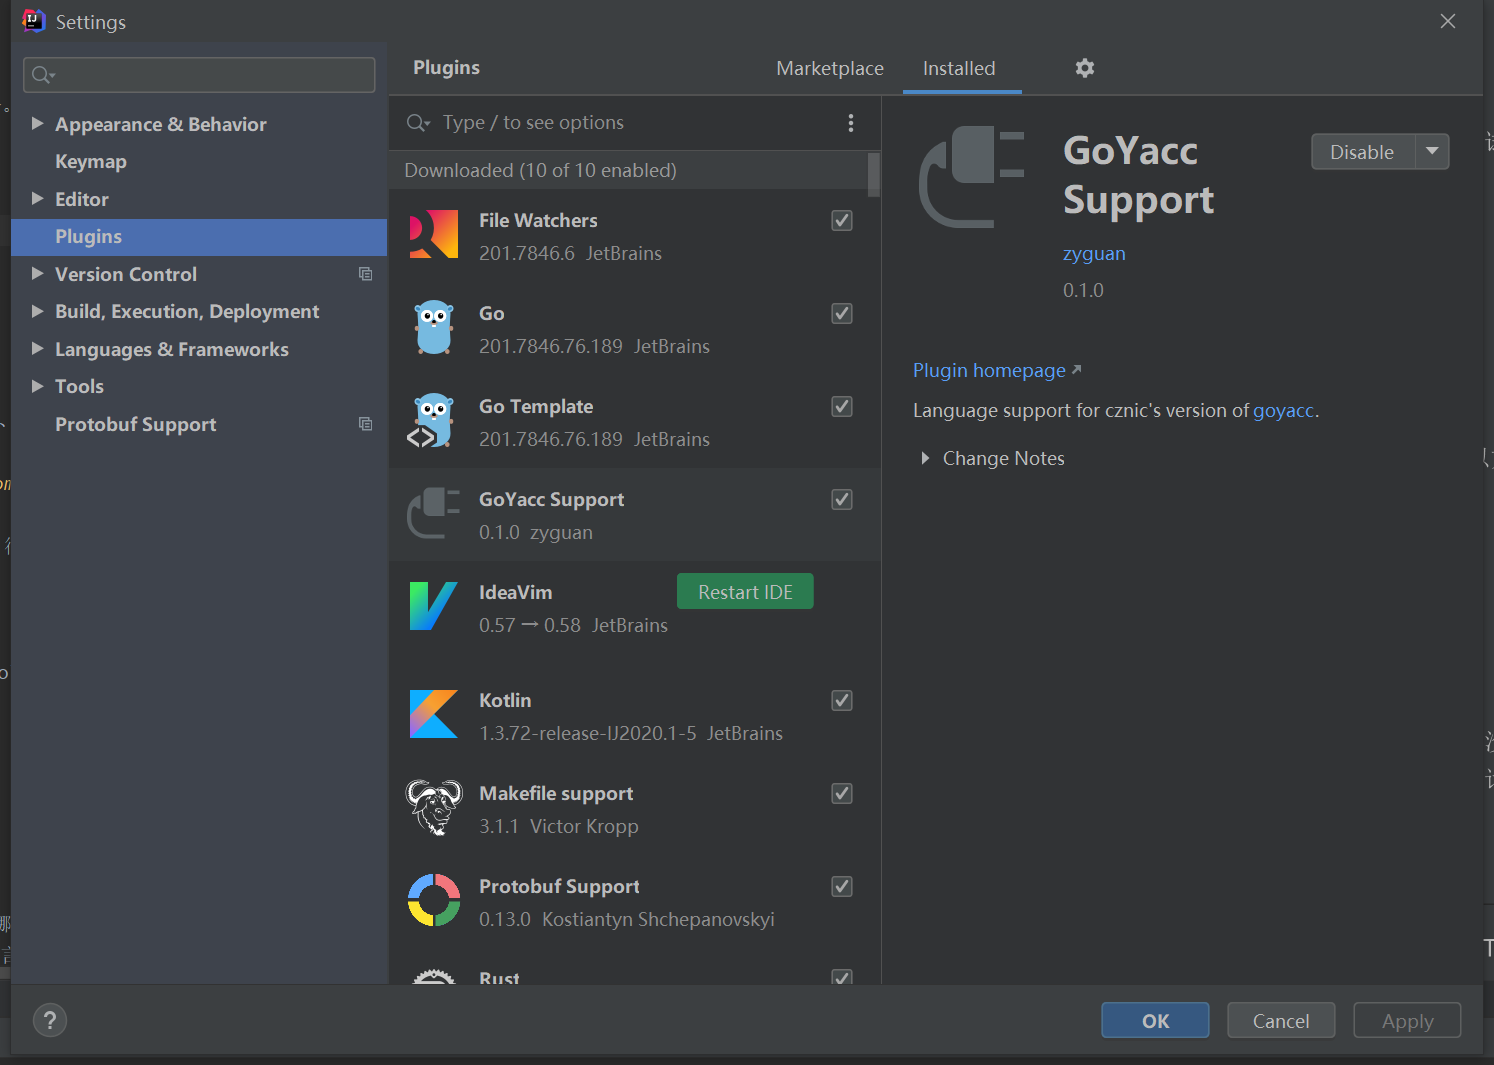 Settings
Plugins
Marketplace
Installed
Appearance & Behavior
Keymap
Editor
Plugins
Version Control
Build, Execution, Deployment
Languages & Frameworks
Tools
Protobuf Support
Type / to see options
Downloaded (10 of 10 enabled)
File Watchers
201.7846.6 JetBrains
Go
201.7846.76.189 JetBrains
Go Template
201.7846.76.189 JetBrains
GoYacc Support
0.1.0 zyguan
IdeaVim
Restart IDE
0.57 → 0.58 JetBrains
Kotlin
1.3.72-release-IJ2020.1-5 JetBrains
Makefile support
3.1.1 Victor Kropp
Protobuf Support
0.13.0 Kostiantyn Shchepanovskyi
Rust
GoYacc
Support
Disable
zyguan
0.1.0
Plugin homepage
Language support for cznic's version of goyacc.
Change Notes
?
OK
Cancel
Apply